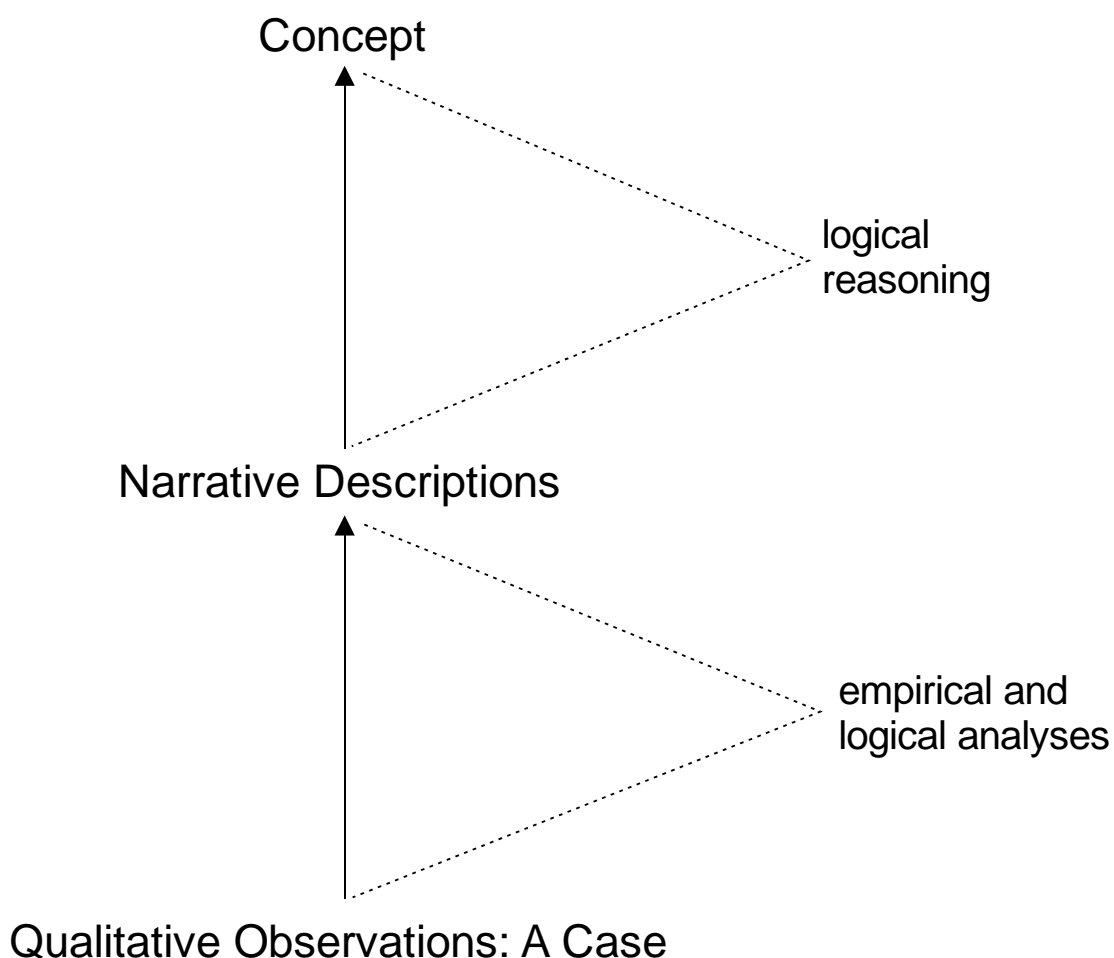 Concept
logical
reasoning
Narrative Descriptions
empirical and
logical analyses
Qualitative Observations: A Case